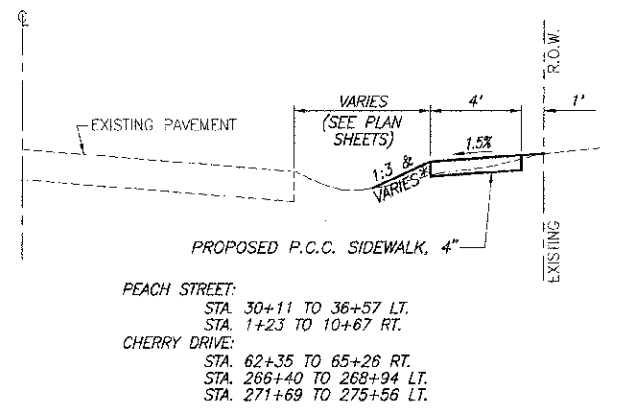 ℄
R.O.W.
VARIES
4'
1'
EXISTING PAVEMENT
(SEE PLAN
SHEETS)
1.5%
1:3 &
VARIES*
PROPOSED P.C.C. SIDEWALK, 4"
EXISTING
PEACH STREET:
STA. 30+11 TO 36+57 LT.
STA. 1+23 TO 10+67 RT.
CHERRY DRIVE:
STA. 62+35 TO 65+26 RT.
STA. 266+40 TO 268+94 LT.
STA. 271+69 TO 275+56 LT.